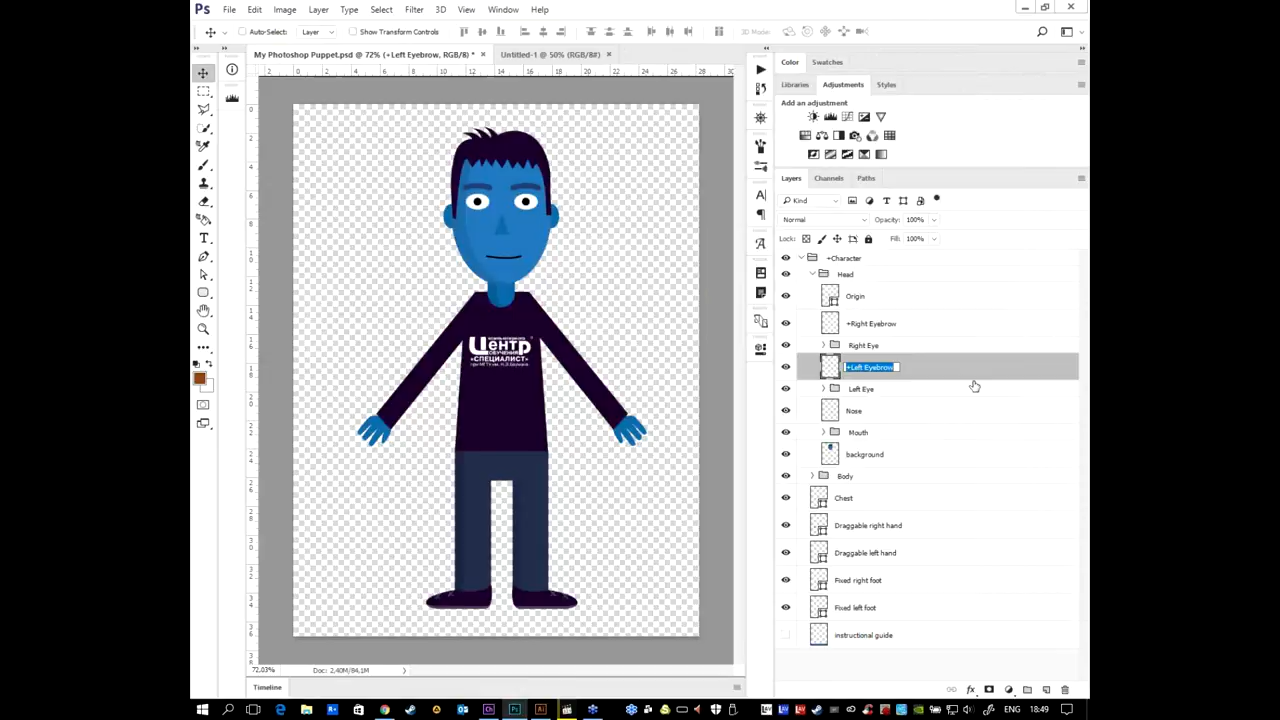 Ps File Edit Image Layer Type Select Filter 3D View Window Help
Auto-Select: Layer Show Transform Controls 3D Mode:
My Photoshop Puppet.psd @ 72% (+Left Eyebrow, RGB/8) * × Untitled-1 @ 50% (RGB/8#) ×
Color Swatches
Libraries Adjustments Styles
Add an adjustment
Layers Channels Paths
Kind
Normal Opacity: 100%
Lock: Fill: 100%
+Character
Head
Origin
+Right Eyebrow
Right Eye
+Left Eyebrow
Left Eye
Nose
Mouth
background
Body
Chest
Draggable right hand
Draggable left hand
Fixed right foot
Fixed left foot
instructional guide
Центр
ОБУЧЕНИЯ
«СПЕЦИАЛИСТ»
72.03% Doc: 2.40M/84.1M
Timeline
ENG 18:49